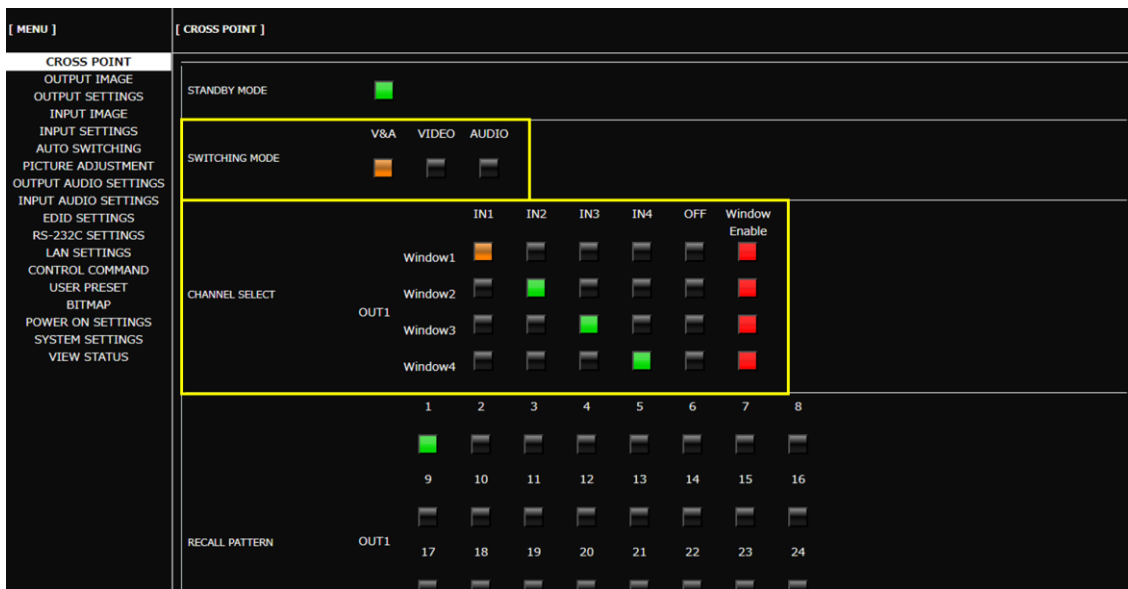 [ MENU ]
[ CROSS POINT ]
CROSS POINT
OUTPUT IMAGE
OUTPUT SETTINGS
INPUT IMAGE
INPUT SETTINGS
AUTO SWITCHING
PICTURE ADJUSTMENT
OUTPUT AUDIO SETTINGS
INPUT AUDIO SETTINGS
EDID SETTINGS
RS-232C SETTINGS
LAN SETTINGS
CONTROL COMMAND
USER PRESET
BITMAP
POWER ON SETTINGS
SYSTEM SETTINGS
VIEW STATUS
STANDBY MODE
V&A VIDEO AUDIO
SWITCHING MODE
IN1 IN2 IN3 IN4 OFF Window
Enable
Window1
CHANNEL SELECT
OUT1
Window2
Window3
Window4
1 2 3 4 5 6 7 8
9 10 11 12 13 14 15 16
RECALL PATTERN OUT1
17 18 19 20 21 22 23 24